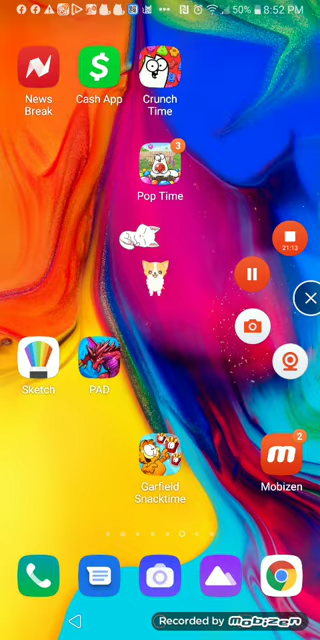 50% 8:52 PM
News
Break
Cash App
Crunch
Time
3
Pop Time
21:13
Sketch
PAD
Garfield
Snacktime
2
Mobizen
Recorded by Mobizen